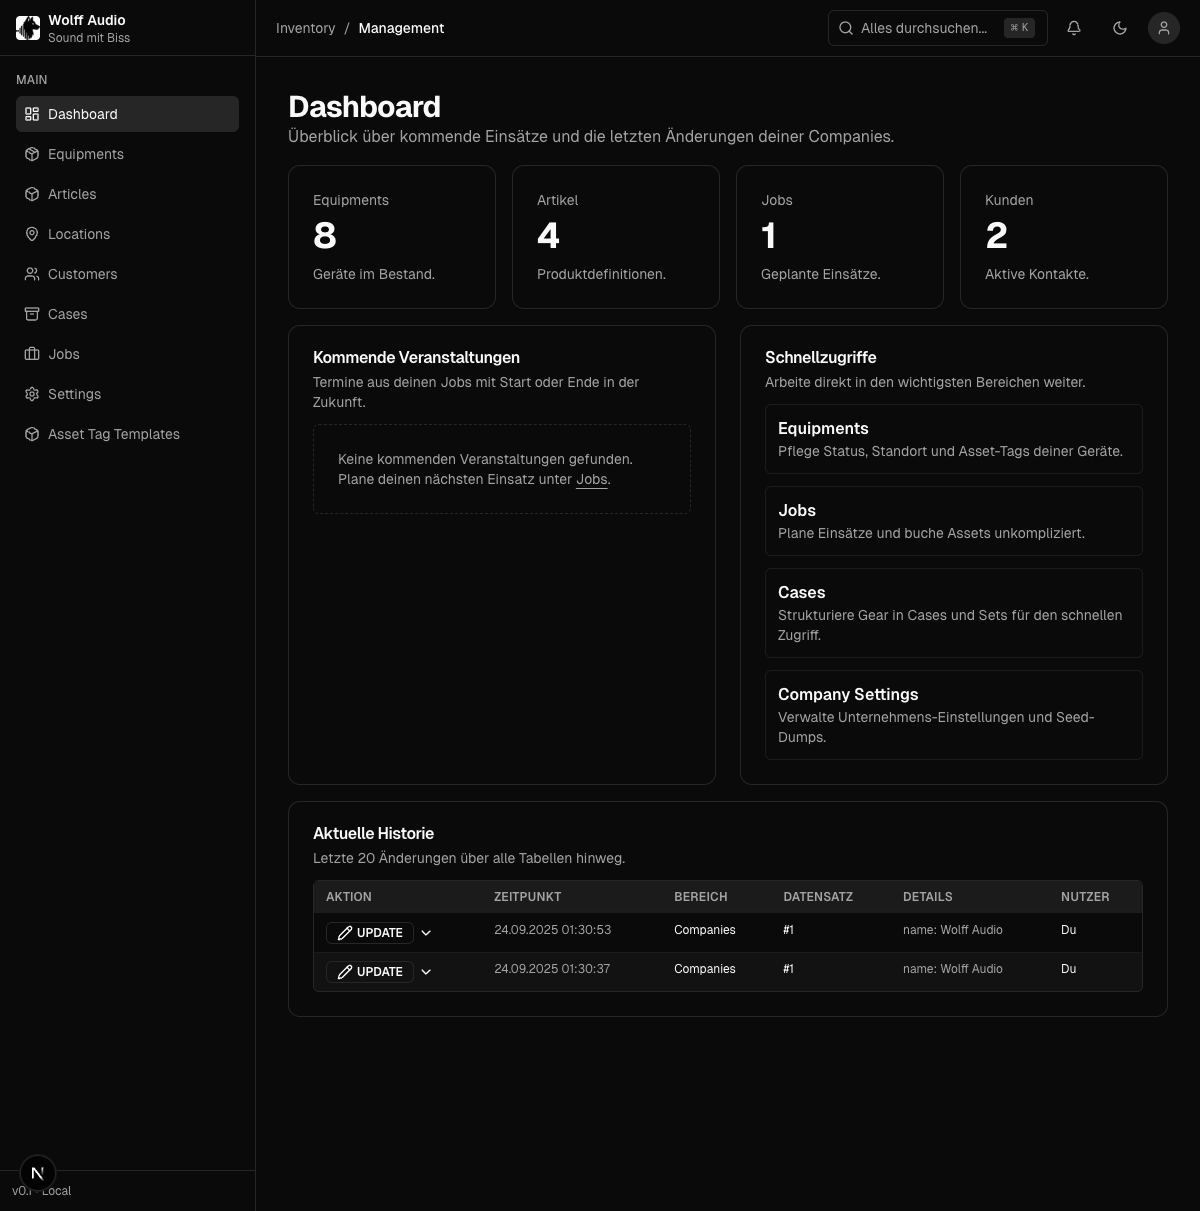 Wolff Audio
Sound mit Biss
MAIN
Dashboard
Equipments
Articles
Locations
Customers
Cases
Jobs
Settings
Asset Tag Templates
N
Local
Inventory / Management
Alles durchsuchen...
⌘ K
Dashboard
Überblick über kommende Einsätze und die letzten Änderungen deiner Companies.
Equipments
8
Geräte im Bestand.
Artikel
4
Produktdefinitionen.
Jobs
1
Geplante Einsätze.
Kunden
2
Aktive Kontakte.
Kommende Veranstaltungen
Termine aus deinen Jobs mit Start oder Ende in der
Zukunft.
Keine kommenden Veranstaltungen gefunden.
Plane deinen nächsten Einsatz unter Jobs.
Schnellzugriffe
Arbeite direkt in den wichtigsten Bereichen weiter.
Equipments
Pflege Status, Standort und Asset-Tags deiner Geräte.
Jobs
Plane Einsätze und buche Assets unkompliziert.
Cases
Strukturiere Gear in Cases und Sets für den schnellen
Zugriff.
Company Settings
Verwalte Unternehmens-Einstellungen und Seed-
Dumps.
Aktuelle Historie
Letzte 20 Änderungen über alle Tabellen hinweg.
AKTION ZEITPUNKT BEREICH DATENSATZ DETAILS NUTZER
UPDATE 24.09.2025 01:30:53 Companies #1 name: Wolff Audio Du
UPDATE 24.09.2025 01:30:37 Companies #1 name: Wolff Audio Du